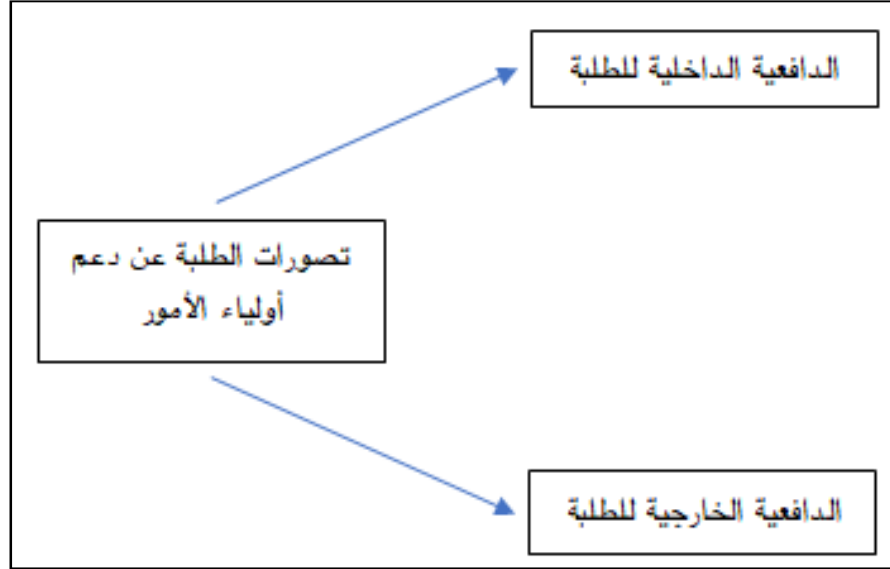 الدافعية الداخلية للطلبة
تصورات الطلبة عن دعم
أولياء الأمور
الدافعية الخارجية للطلبة